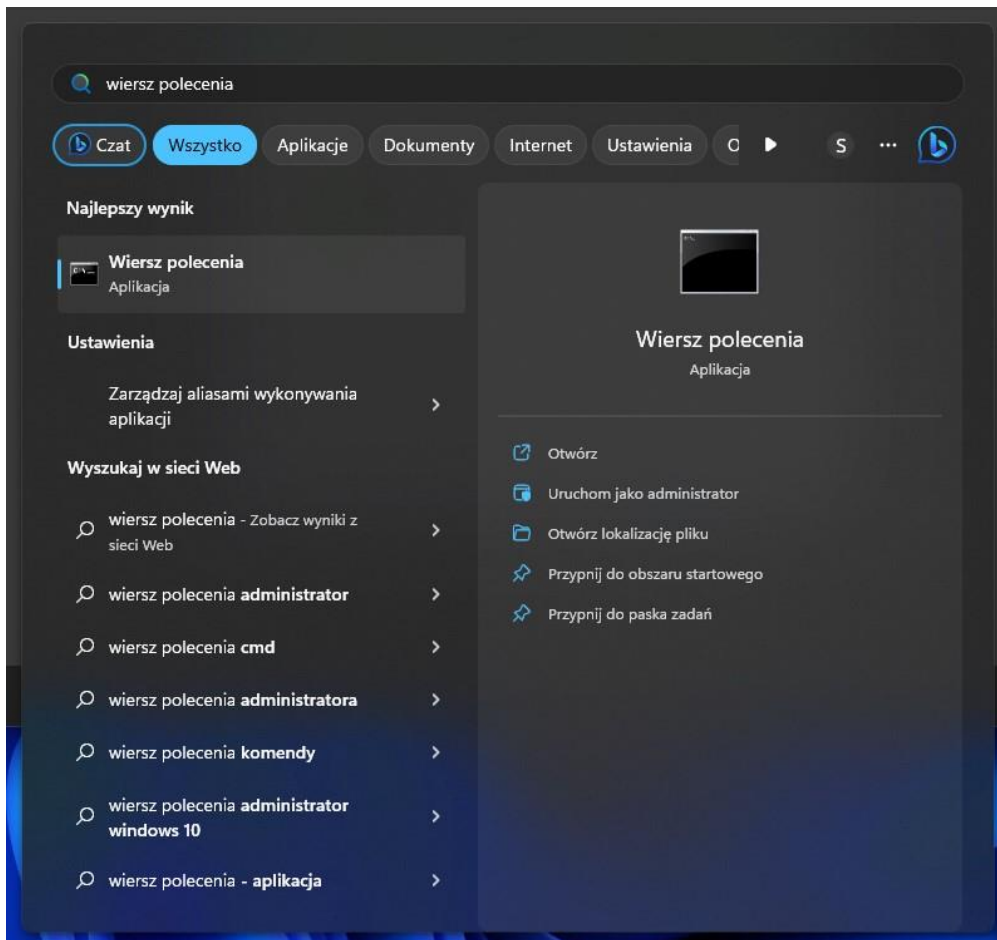 wiersz polecenia
Czat Wszystko Aplikacje Dokumenty Internet Ustawienia O S ...
Najlepszy wynik
Wiersz polecenia
Aplikacja
Ustawienia
Zarządzaj aliasami wykonywania
aplikacji
Wyszukaj w sieci Web
wiersz polecenia - Zobacz wyniki z
sieci Web
wiersz polecenia administrator
wiersz polecenia cmd
wiersz polecenia administratora
wiersz polecenia komendy
wiersz polecenia administrator
windows 10
wiersz polecenia - aplikacja
Wiersz polecenia
Aplikacja
Otwórz
Uruchom jako administrator
Otwórz lokalizację pliku
Przypnij do obszaru startowego
Przypnij do paska zadań